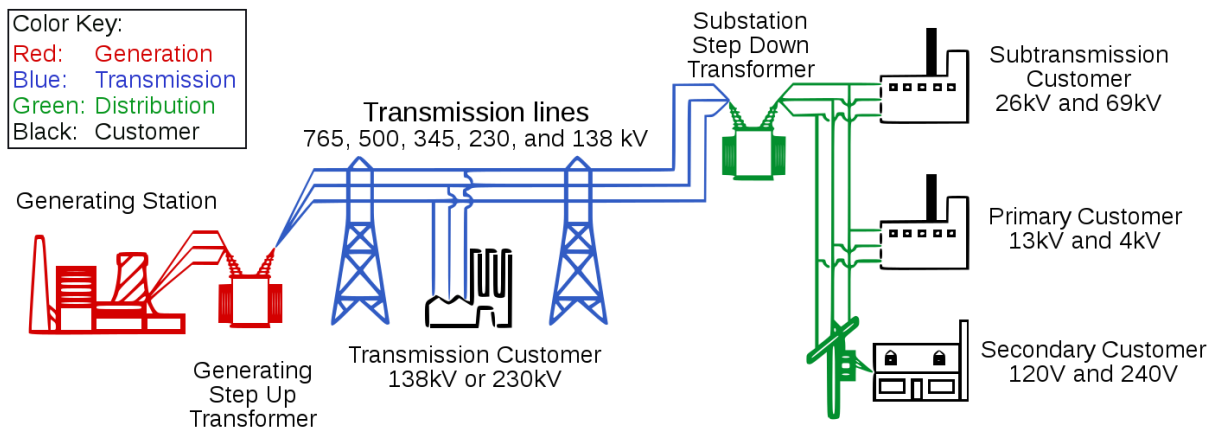 Color Key:
Red: Generation
Blue: Transmission
Green: Distribution
Black: Customer
Substation
Step Down
Transformer
Subtransmission
Customer
26kV and 69kV
Transmission lines
765, 500, 345, 230, and 138 kV
Generating Station
Primary Customer
13kV and 4kV
Transmission Customer
138kV or 230kV
Generating
Step Up
Transformer
Secondary Customer
120V and 240V